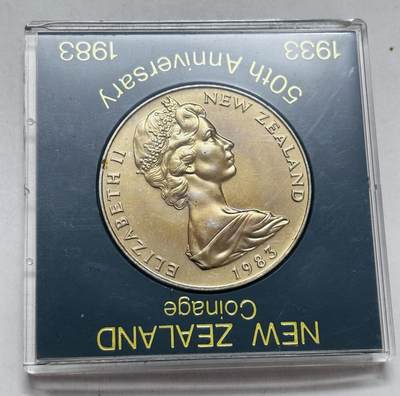 NEW ZEALAND
Coinage
ELIZABETH II
NEW ZEALAND
1983
50th Anniversary
1933 1983